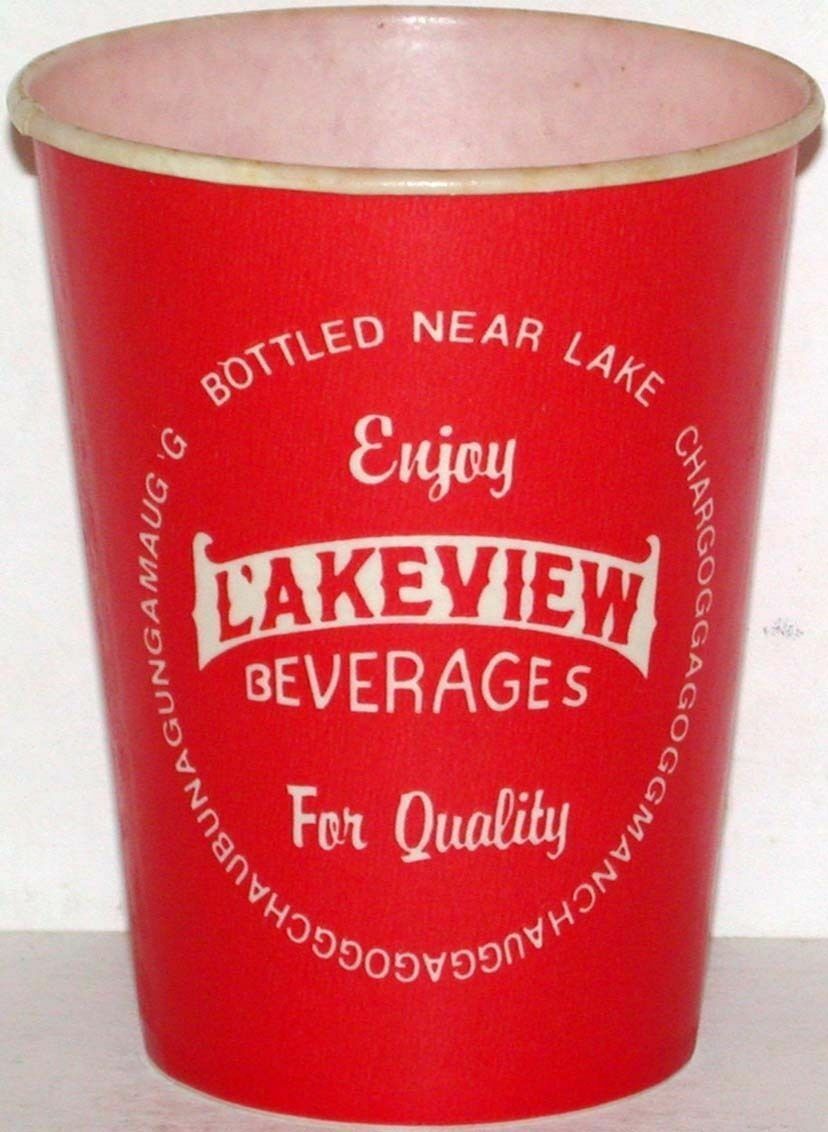 BOTTLED NEAR LAKE CHARGOGGAGOGGMANCHAUGGAGOGGCHAUBUNAGUNGAMAUG'G
Enjoy
LAKEVIEW
BEVERAGES
For Quality